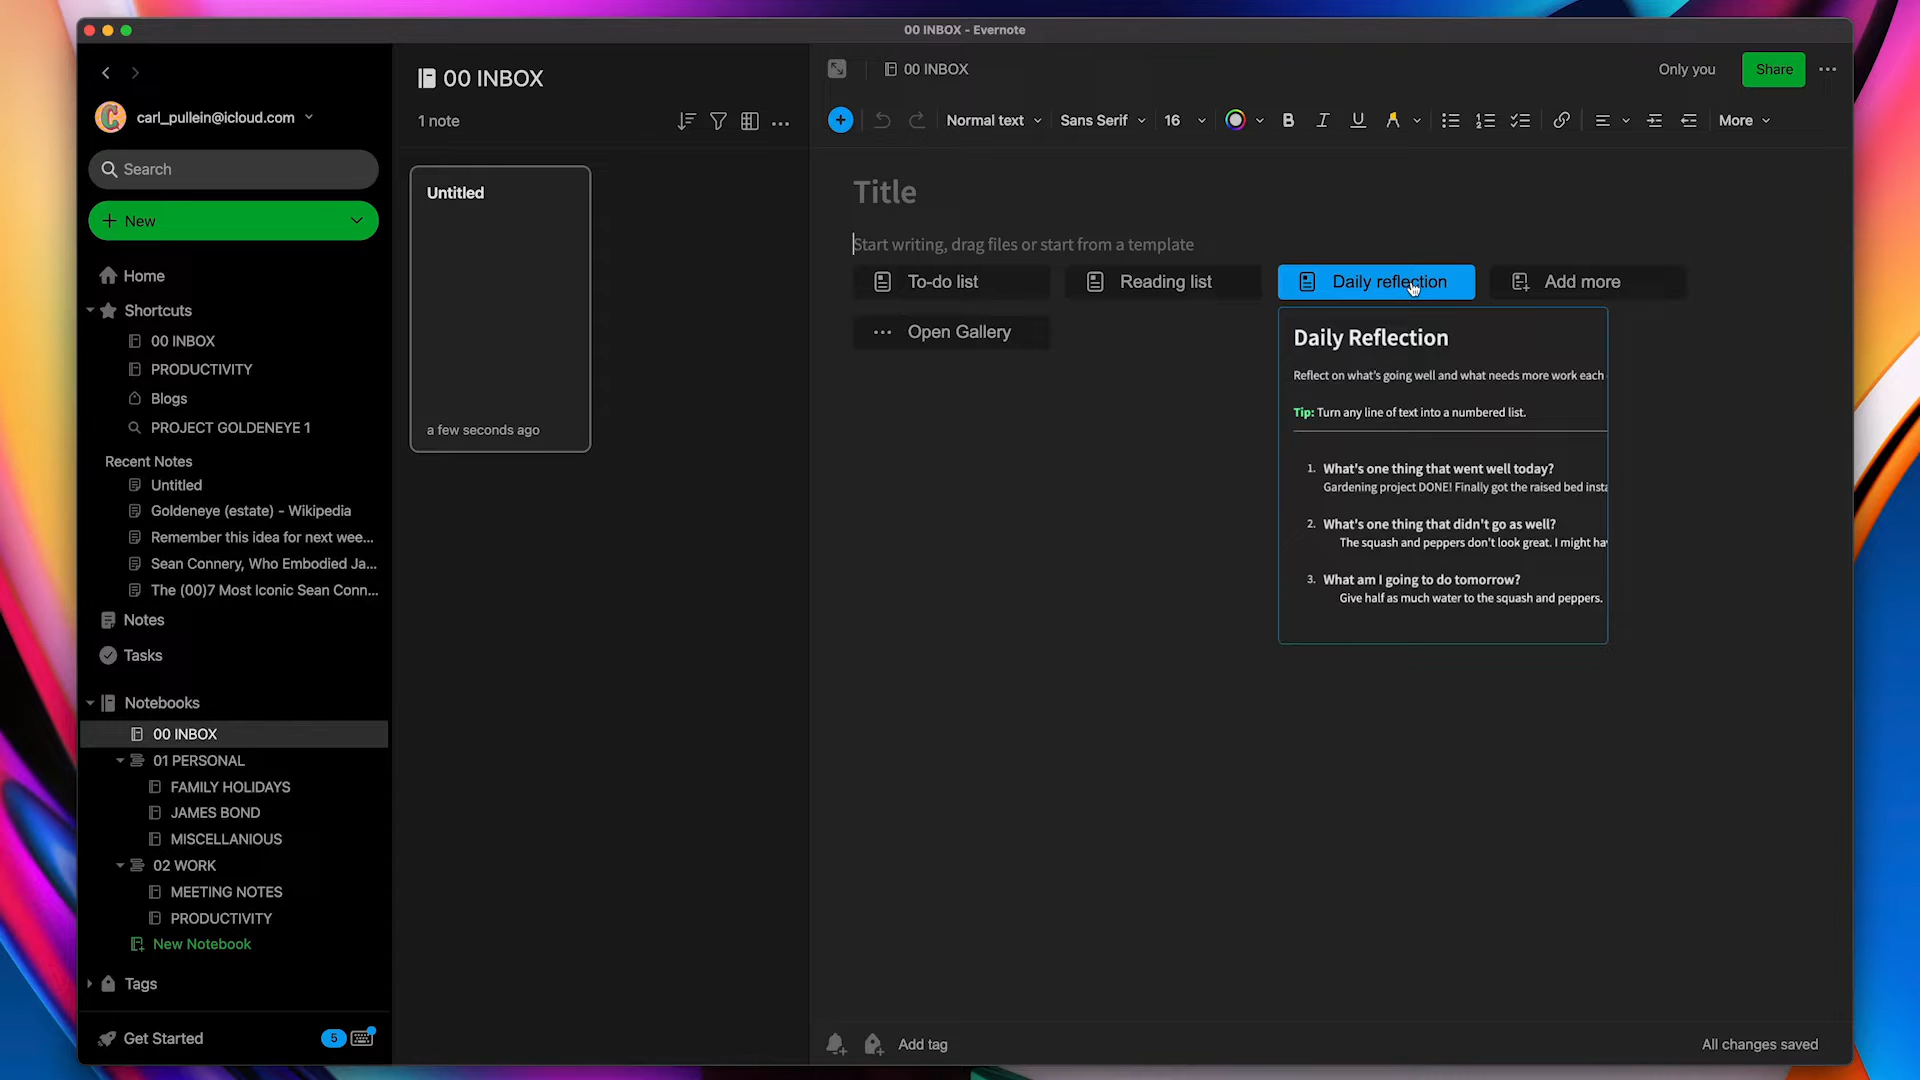 00 INBOX - Evernote
carl_pullein@icloud.com
Search
New
Home
Shortcuts
00 INBOX
PRODUCTIVITY
Blogs
PROJECT GOLDENEYE 1
Recent Notes
Untitled
Goldeneye (estate) - Wikipedia
Remember this idea for next wee...
Sean Connery, Who Embodied Ja...
The (00)7 Most Iconic Sean Conn...
Notes
Tasks
Notebooks
00 INBOX
01 PERSONAL
FAMILY HOLIDAYS
JAMES BOND
MISCELLANIOUS
02 WORK
MEETING NOTES
PRODUCTIVITY
New Notebook
Tags
Get Started
5
00 INBOX
1 note
Untitled
a few seconds ago
00 INBOX
Only you
Share
Normal text
Sans Serif
16
B
I
U
More
Title
Start writing, drag files or start from a template
To-do list
Reading list
Daily reflection
Add more
Open Gallery
Daily Reflection
Reflect on what's going well and what needs more work each
Tip: Turn any line of text into a numbered list.
1. What's one thing that went well today?
Gardening project DONE! Finally got the raised bed insta
2. What's one thing that didn't go as well?
The squash and peppers don't look great. I might hav
3. What am I going to do tomorrow?
Give half as much water to the squash and peppers.
Add tag
All changes saved